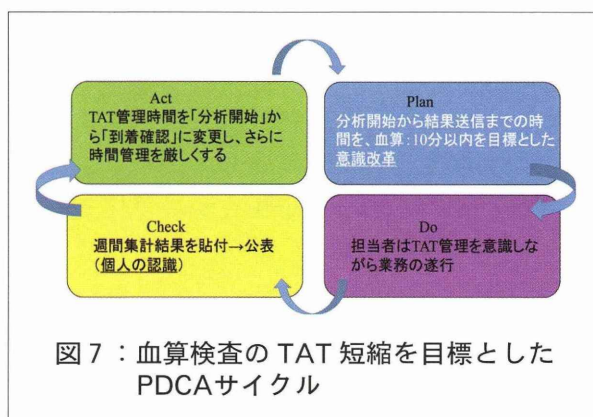 Act
TAT管理時間を「分析開始」か
ら「到着確認」に変更し、さらに
時間管理を厳しくする
Plan
分析開始から結果送信までの時
間を、血算：10分以内を目標とした
意識改革
Check
週間集計結果を貼付→公表
（個人の認識）
Do
担当者はTAT管理を意識しな
がら業務の遂行
図7：血算検査の TAT 短縮を目標とした
PDCAサイクル